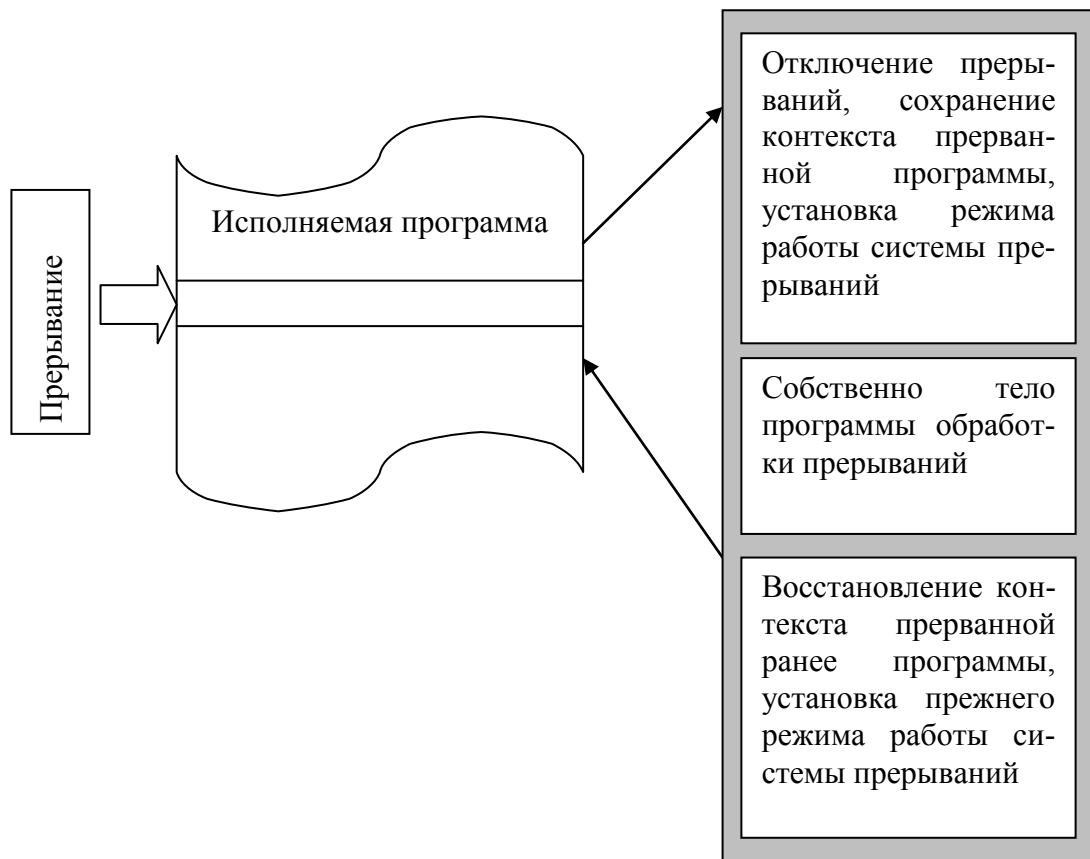 Прерывание
Исполняемая программа
Отключение преры-
ваний, сохранение
контекста прерван-
ной программы,
установка режима
работы системы пре-
рываний
Собственно тело
программы обработ-
ки прерываний
Восстановление кон-
текста прерванной
ранее программы,
установка прежнего
режима работы си-
стемы прерываний